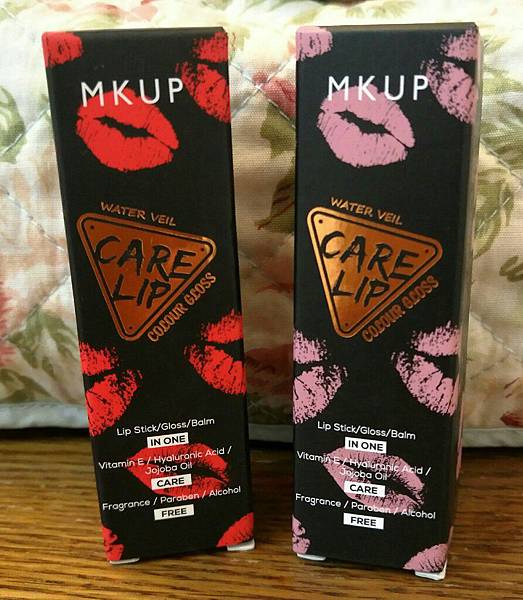 MKUP
WATER VEIL
CARE
LIP
COLOUR GLOSS
Lip Stick/Gloss/Balm
IN ONE
Vitamin E / Hyaluronic Acid /
Jojoba Oil
CARE
Fragrance / Paraben / Alcohol
FREE
MKUP
WATER VEIL
CARE
LIP
COLOUR GLOSS
Lip Stick/Gloss/Balm
IN ONE
Vitamin E / Hyaluronic Acid /
Jojoba Oil
CARE
Fragrance / Paraben / Alcohol
FREE